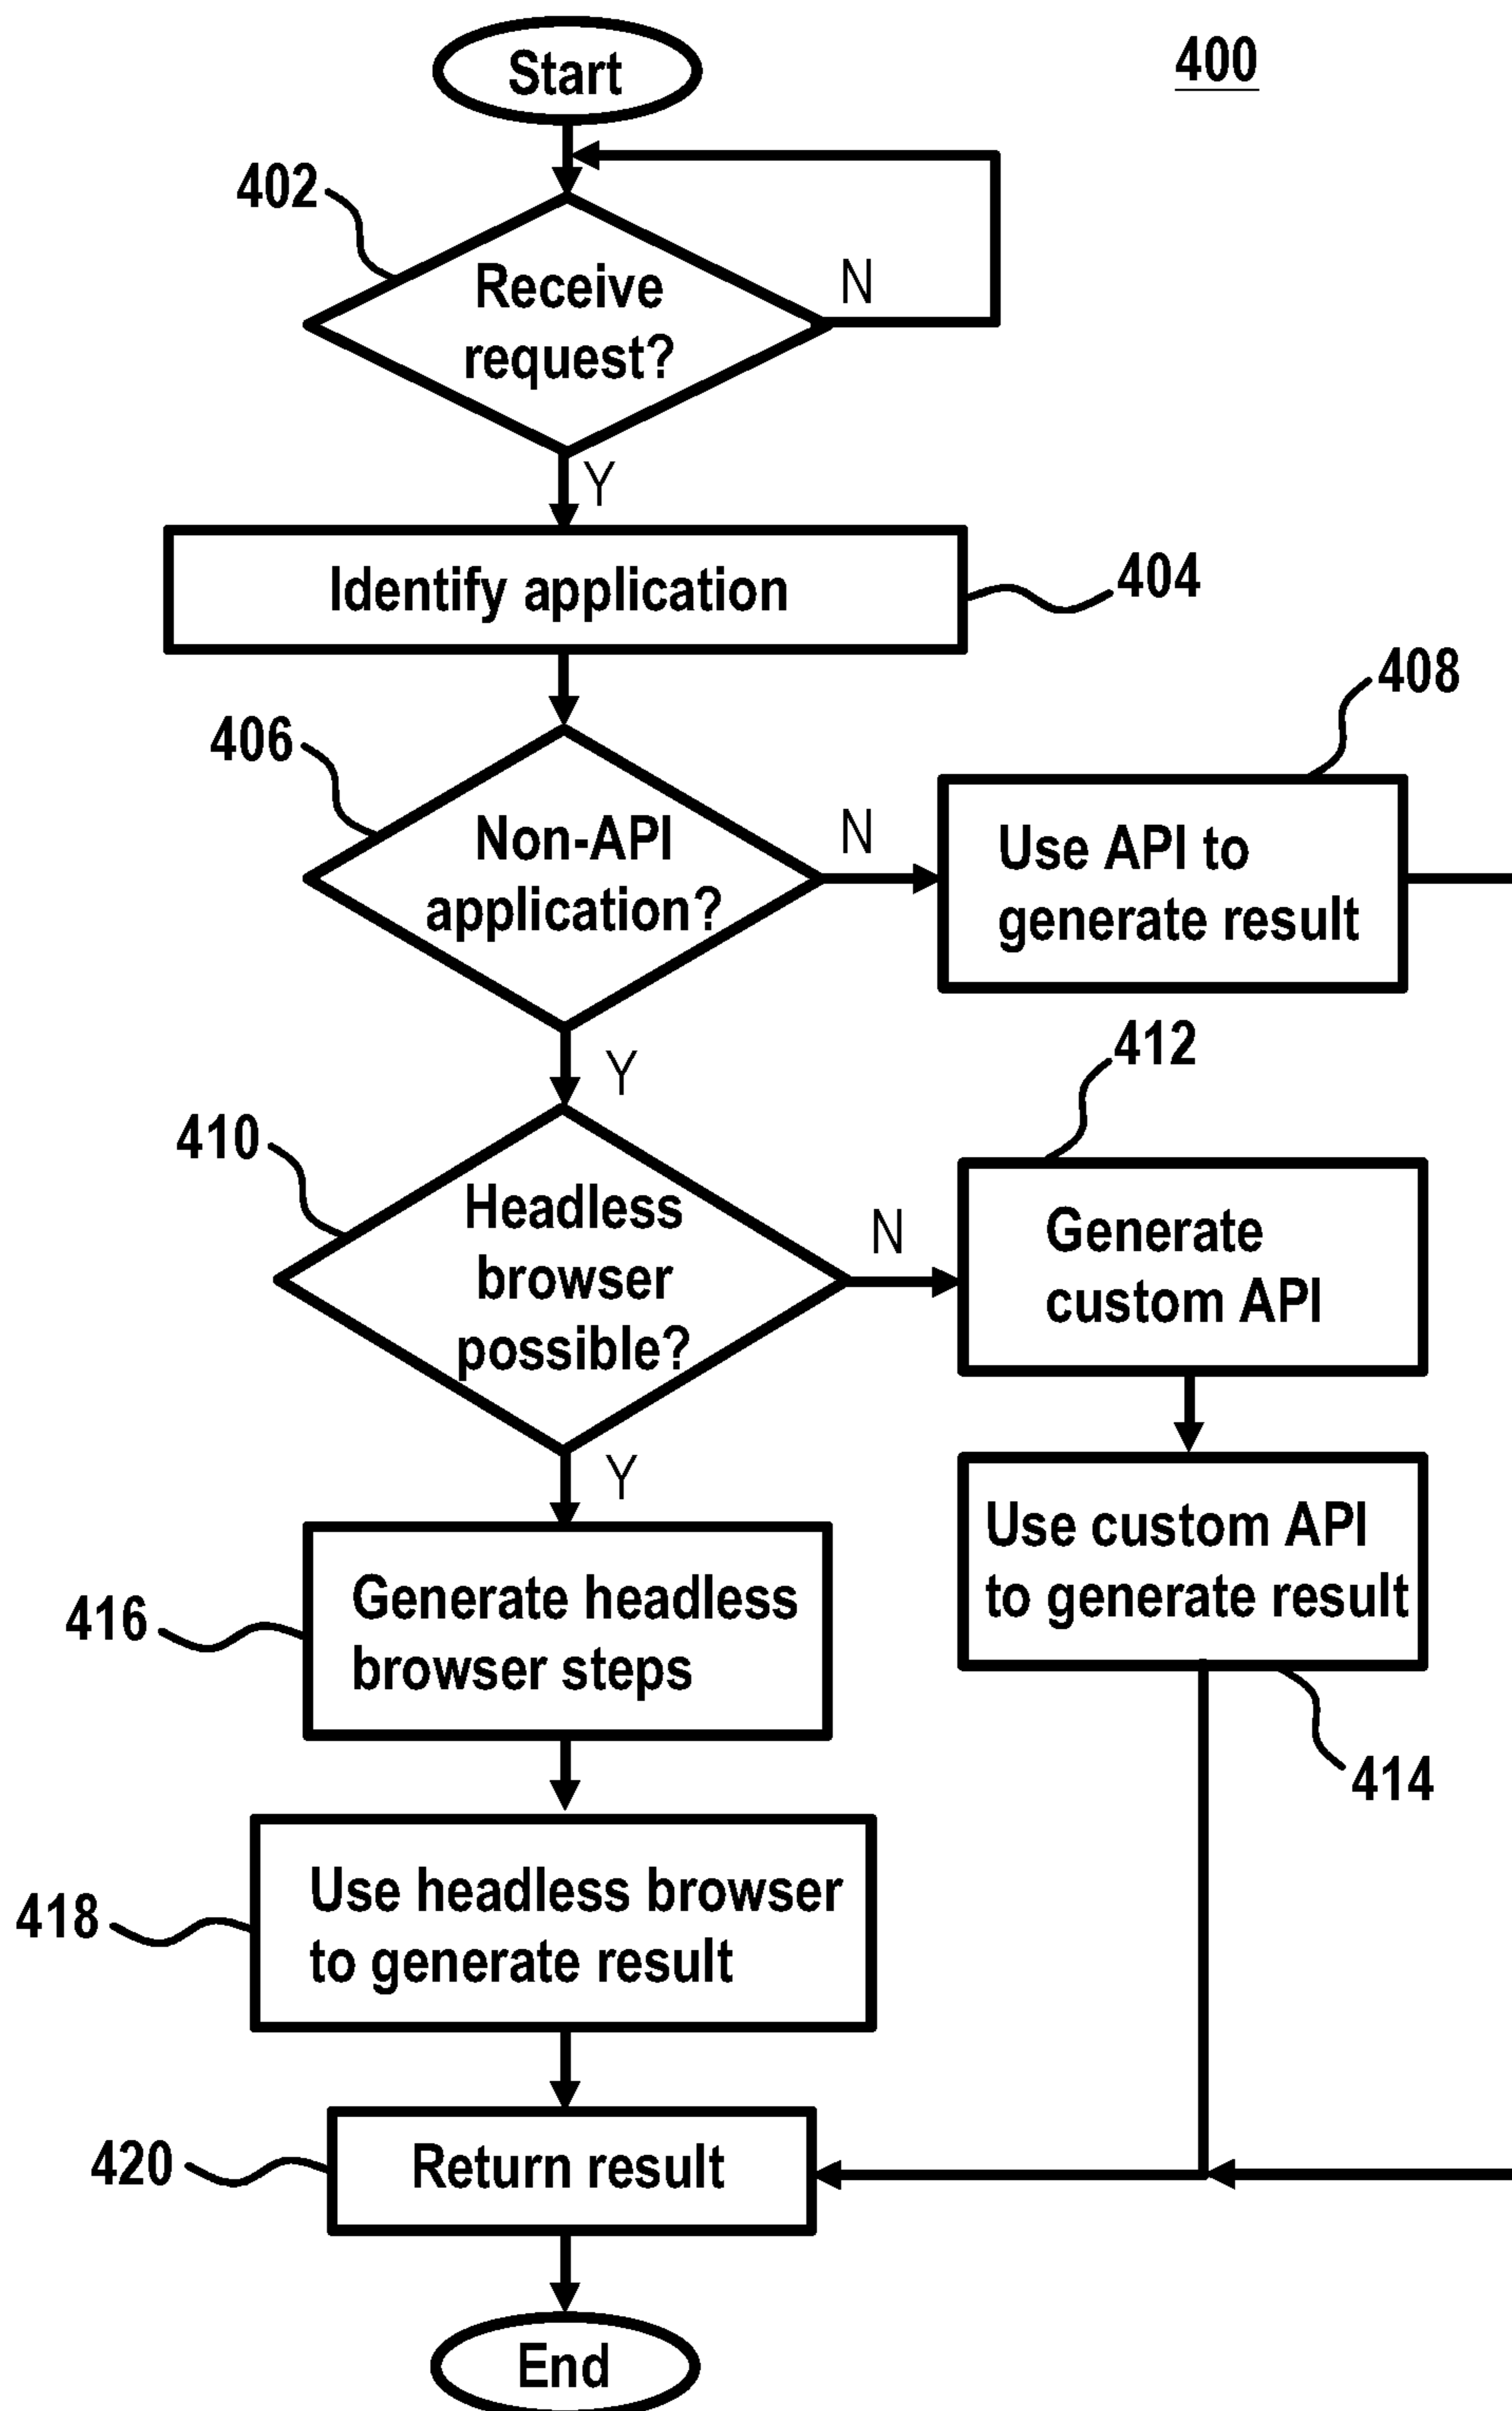 Start
400
402
Receive
request?
N
Y
Identify application
404
408
406
Non-API
application?
N
Use API to
generate result
Y
412
410
Headless
browser
possible?
N
Generate
custom API
Y
Use custom API
to generate result
416
Generate headless
browser steps
414
418
Use headless browser
to generate result
420
Return result
End